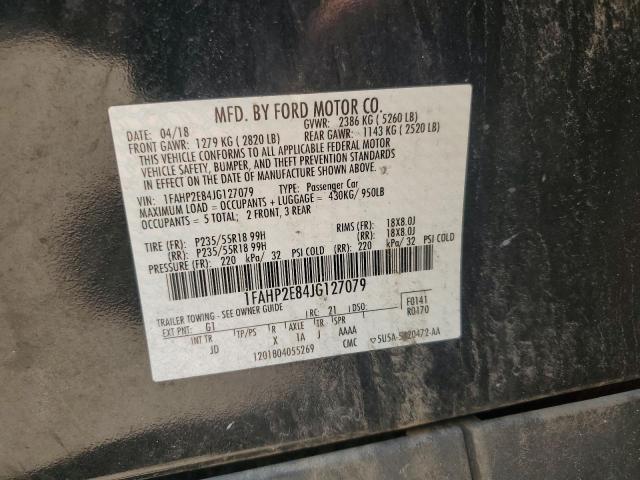 MFD. BY FORD MOTOR CO.
DATE: 04/18 GVWR: 2386 KG ( 5260 LB)
FRONT GAWR: 1279 KG ( 2820 LB) REAR GAWR: 1143 KG ( 2520 LB)
THIS VEHICLE CONFORMS TO ALL APPLICABLE FEDERAL MOTOR
VEHICLE SAFETY, BUMPER, AND THEFT PREVENTION STANDARDS
IN EFFECT ON THE DATE OF MANUFACTURE SHOWN ABOVE.
VIN: 1FAHP2E84JG127079 TYPE: Passenger Car
MAXIMUM LOAD = OCCUPANTS + LUGGAGE = 430KG/ 950LB
OCCUPANTS = 5 TOTAL; 2 FRONT, 3 REAR
TIRE (FR): P235/55R18 99H RIMS (FR): 18X8.0J
(RR): P235/55R18 99H (RR): 18X8.0J
PRESSURE (FR): 220 kPa/ 32 PSI COLD (RR): 220 kPa/ 32 PSI COLD
1FAHP2E84JG127079
TRAILER TOWING - SEE OWNER GUIDE
EXT PNT: G1 RC: 21 DSO: F0141
R0170
INT TR TP/PS R AXLE TR SPR
JD X 1A J AAAA
1201804055269 CMC